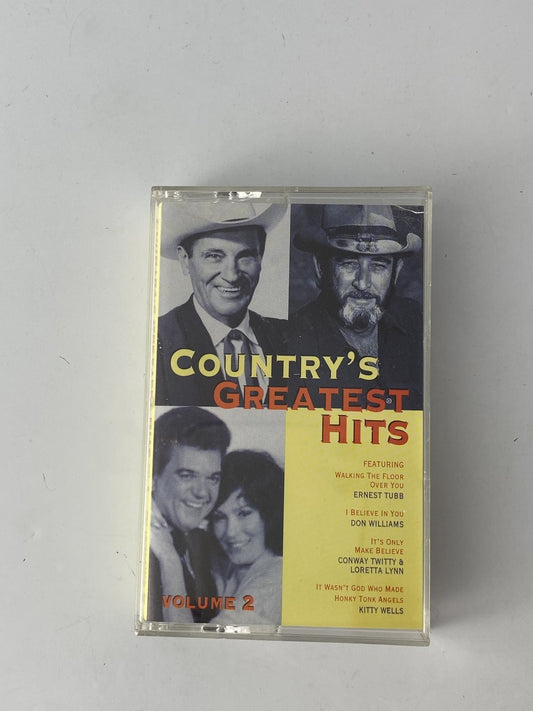 COUNTRY'S
GREATEST®
HITS
FEATURING
WALKING THE FLOOR
OVER YOU
ERNEST TUBB
I BELIEVE IN YOU
DON WILLIAMS
IT'S ONLY
MAKE BELIEVE
CONWAY TWITTY &
LORETTA LYNN
IT WASN'T GOD WHO MADE
HONKY TONK ANGELS
KITTY WELLS
VOLUME 2